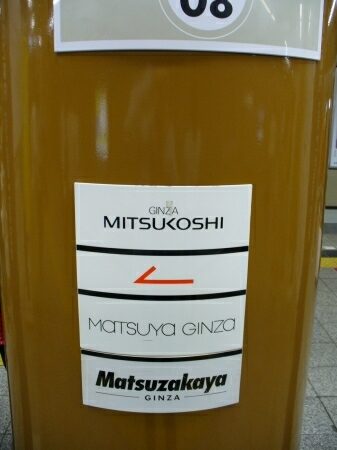 08
GINZA
MITSUKOSHI
MATSUYA GINZA
Matsuzakaya
GINZA